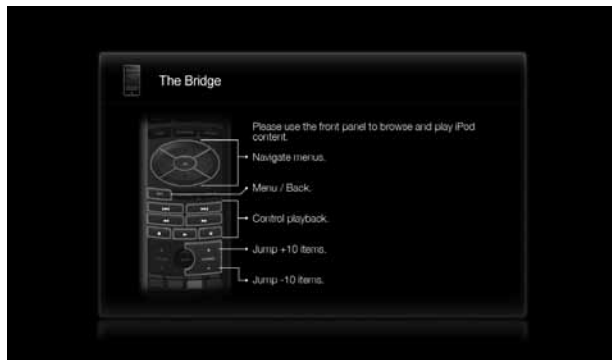 The Bridge
Please use the front panel to browse and play iPod
content.
Navigate menus.
Menu / Back.
Control playback.
Jump +10 items.
Jump -10 items.